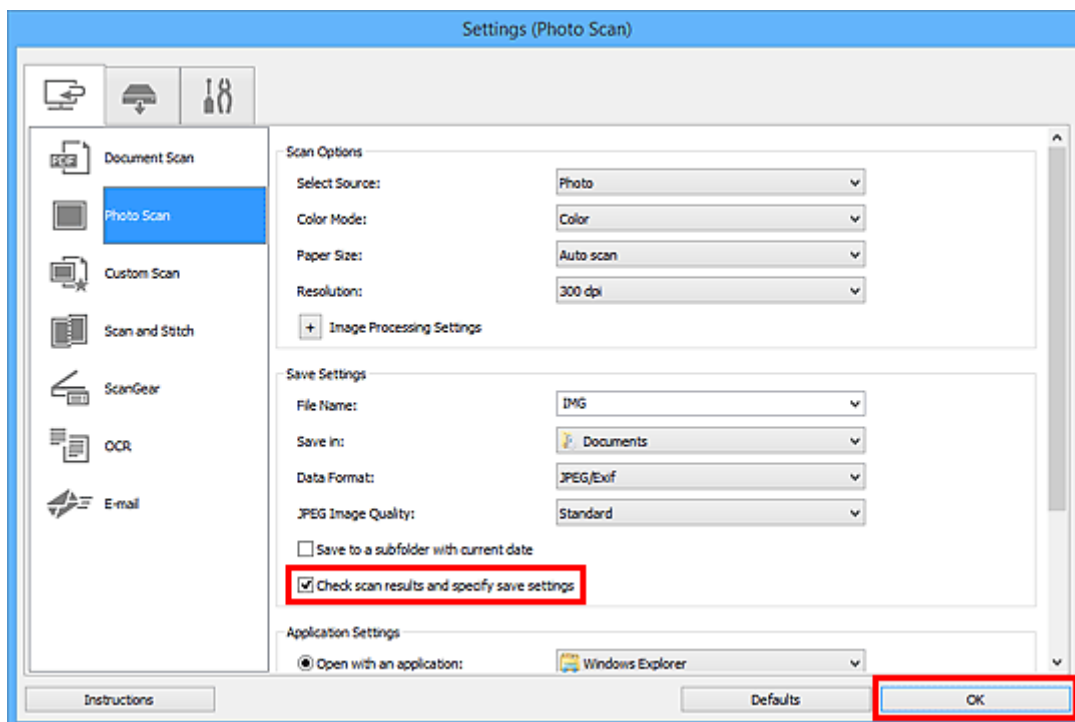 Settings (Photo Scan)
PDF
Document Scan
Photo Scan
Custom Scan
Scan and Stitch
ScanGear
OCR
E-mail
Scan Options
Select Source: Photo
Color Mode: Color
Paper Size: Auto scan
Resolution: 300 dpi
+ Image Processing Settings
Save Settings
File Name: IMG
Save in: Documents
Data Format: JPEG/Exif
JPEG Image Quality: Standard
Save to a subfolder with current date
Check scan results and specify save settings
Application Settings
Open with an application: Windows Explorer
Instructions Defaults OK